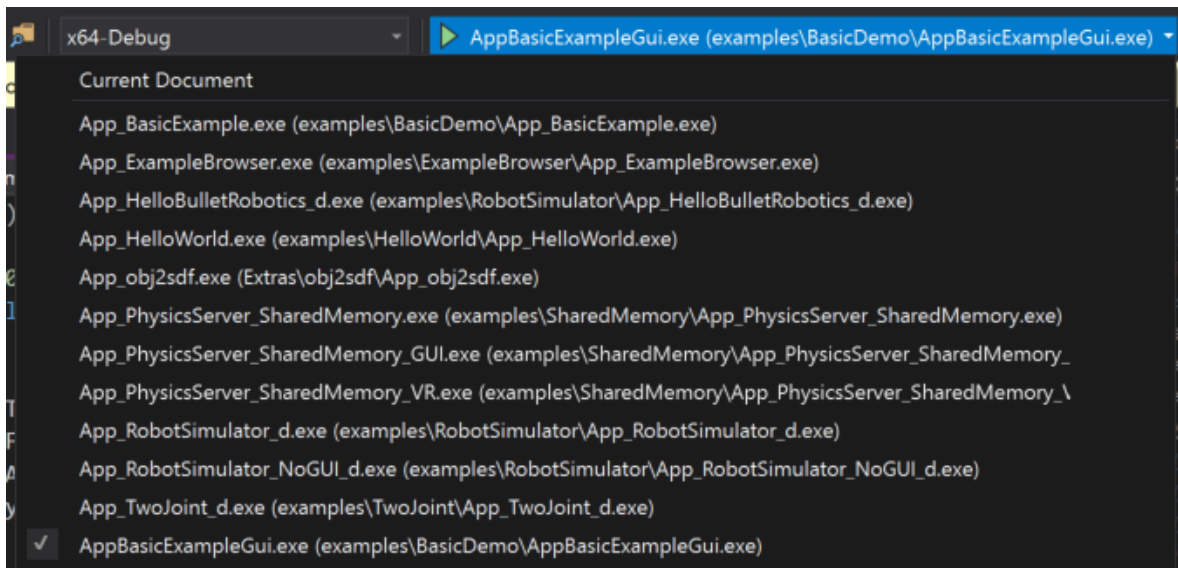 x64-Debug
AppBasicExampleGui.exe (examples\BasicDemo\AppBasicExampleGui.exe)
Current Document
App_BasicExample.exe (examples\BasicDemo\App_BasicExample.exe)
App_ExampleBrowser.exe (examples\ExampleBrowser\App_ExampleBrowser.exe)
App_HelloBulletRobotics_d.exe (examples\RobotSimulator\App_HelloBulletRobotics_d.exe)
App_HelloWorld.exe (examples\HelloWorld\App_HelloWorld.exe)
App_obj2sdf.exe (Extras\obj2sdf\App_obj2sdf.exe)
App_PhysicsServer_SharedMemory.exe (examples\SharedMemory\App_PhysicsServer_SharedMemory.exe)
App_PhysicsServer_SharedMemory_GUI.exe (examples\SharedMemory\App_PhysicsServer_SharedMemory_
App_PhysicsServer_SharedMemory_VR.exe (examples\SharedMemory\App_PhysicsServer_SharedMemory_
App_RobotSimulator_d.exe (examples\RobotSimulator\App_RobotSimulator_d.exe)
App_RobotSimulator_NoGUI_d.exe (examples\RobotSimulator\App_RobotSimulator_NoGUI_d.exe)
App_TwoJoint_d.exe (examples\TwoJoint\App_TwoJoint_d.exe)
AppBasicExampleGui.exe (examples\BasicDemo\AppBasicExampleGui.exe)